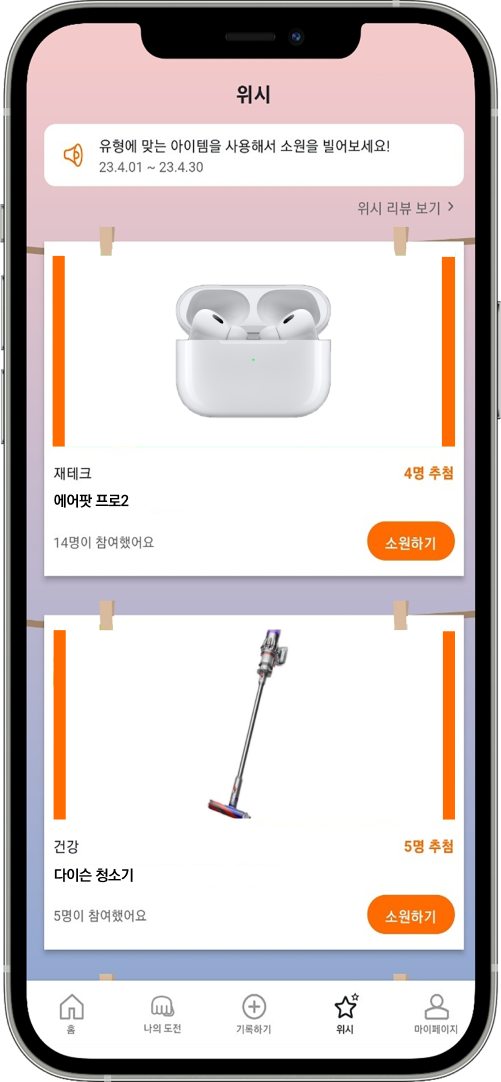 위시
유형에 맞는 아이템을 사용해서 소원을 빌어보세요!
23.4.01 ~ 23.4.30
위시 리뷰 보기 >
재테크
4명 추첨
에어팟 프로2
14명이 참여했어요
소원하기
건강
5명 추첨
다이슨 청소기
5명이 참여했어요
소원하기
홈
나의 도전
기록하기
위시
마이페이지